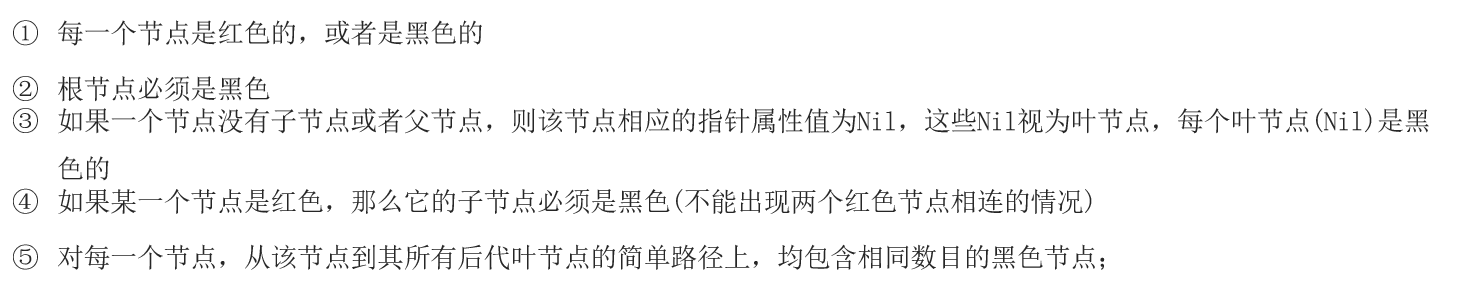 ① 每一个节点是红色的，或者是黑色的
② 根节点必须是黑色
③ 如果一个节点没有子节点或者父节点，则该节点相应的指针属性值为Nil，这些Nil视为叶节点，每个叶节点(Nil)是黑
色的
④ 如果某一个节点是红色，那么它的子节点必须是黑色(不能出现两个红色节点相连的情况)
⑤ 对每一个节点，从该节点到其所有后代叶节点的简单路径上，均包含相同数目的黑色节点；